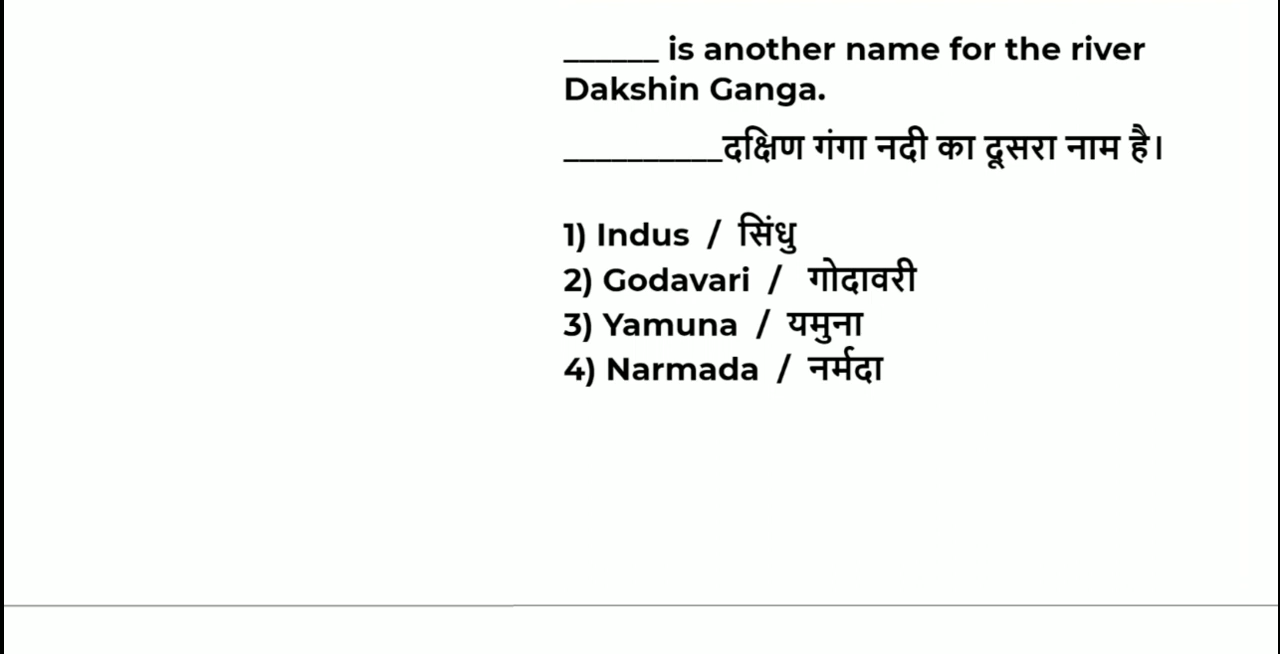 ______ is another name for the river
Dakshin Ganga.
__________दक्षिण गंगा नदी का दूसरा नाम है।
1) Indus / सिंधु
2) Godavari / गोदावरी
3) Yamuna / यमुना
4) Narmada / नर्मदा